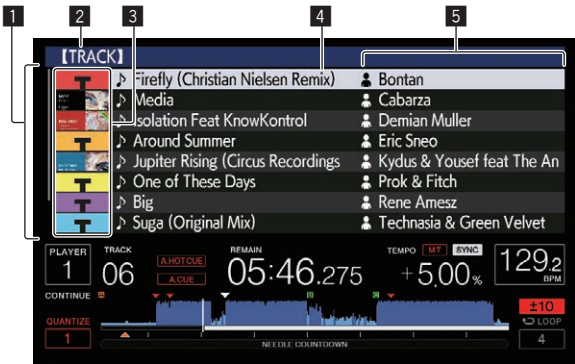 1 2 3 4 5
【TRACK】
T ♪ Firefly (Christian Nielsen Remix) Bontan
♪ Media Cabarza
♪ Isolation Feat KnowKontrol Demian Muller
T ♪ Around Summer Eric Sneo
♪ Jupiter Rising (Circus Recordings Kydus & Yousef feat The An
T ♪ One of These Days Prok & Fitch
T ♪ Big Rene Amesz
T ♪ Suga (Original Mix) Technasia & Green Velvet
PLAYER 1 TRACK 06 A.HOT CUE A.CUE REMAIN 05:46.275 TEMPO MT SYNC +5.00% 129.2 BPM
CONTINUE A B C ±10
QUANTIZE 1 LOOP 4
NEEDLE COUNTDOWN